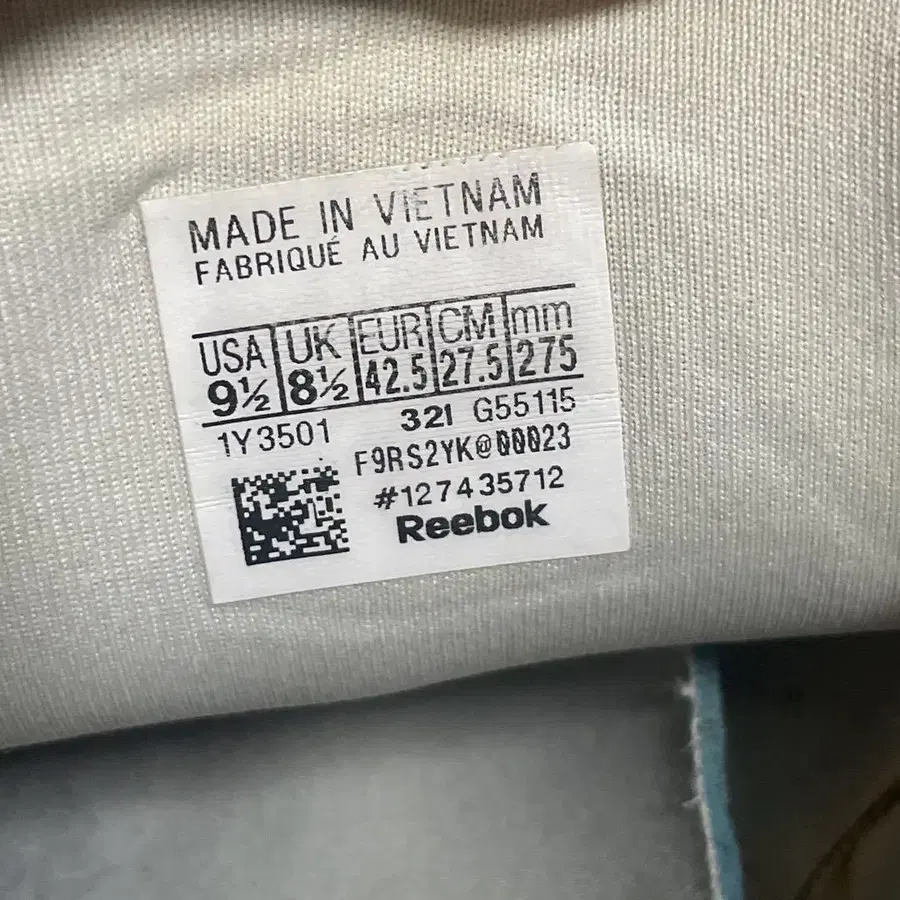 MADE IN VIETNAM
FABRIQUÉ AU VIETNAM
USA UK EUR CM mm
9½ 8½ 42.5 27.5 275
1Y3501 32I G55115
F9RS2YK@00023
#127435712
Reebok